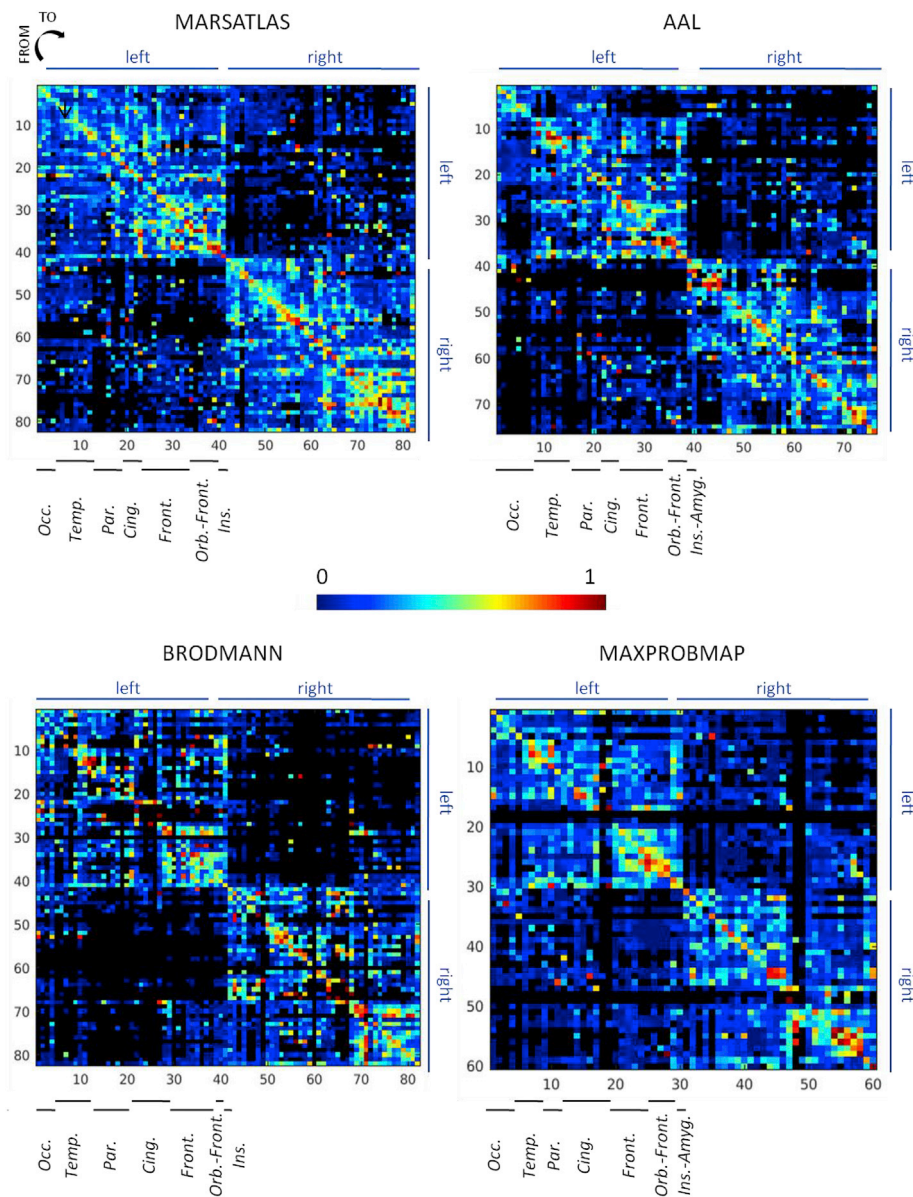 MARSATLAS
FROM
TO
left
right
10
20
30
40
50
60
70
80
left
right
10 20 30 40 50 60 70 80
Occ.
Temp.
Par.
Cing.
Front.
Orb.-Front.
Ins.
AAL
left
right
10
20
30
40
50
60
70
left
right
10 20 30 40 50 60 70
Occ.
Temp.
Par.
Cing.
Front.
Orb.-Front.
Ins.-Amyg.
0 1
BRODMANN
left
right
10
20
30
40
50
60
70
80
left
right
10 20 30 40 50 60 70 80
Occ.
Temp.
Par.
Cing.
Front.
Orb.-Front.
Ins.
MAXPROBMAP
left
right
10
20
30
40
50
60
left
right
10 20 30 40 50 60
Occ.
Temp.
Par.
Cing.
Front.
Orb.-Front.
Ins.-Amyg.